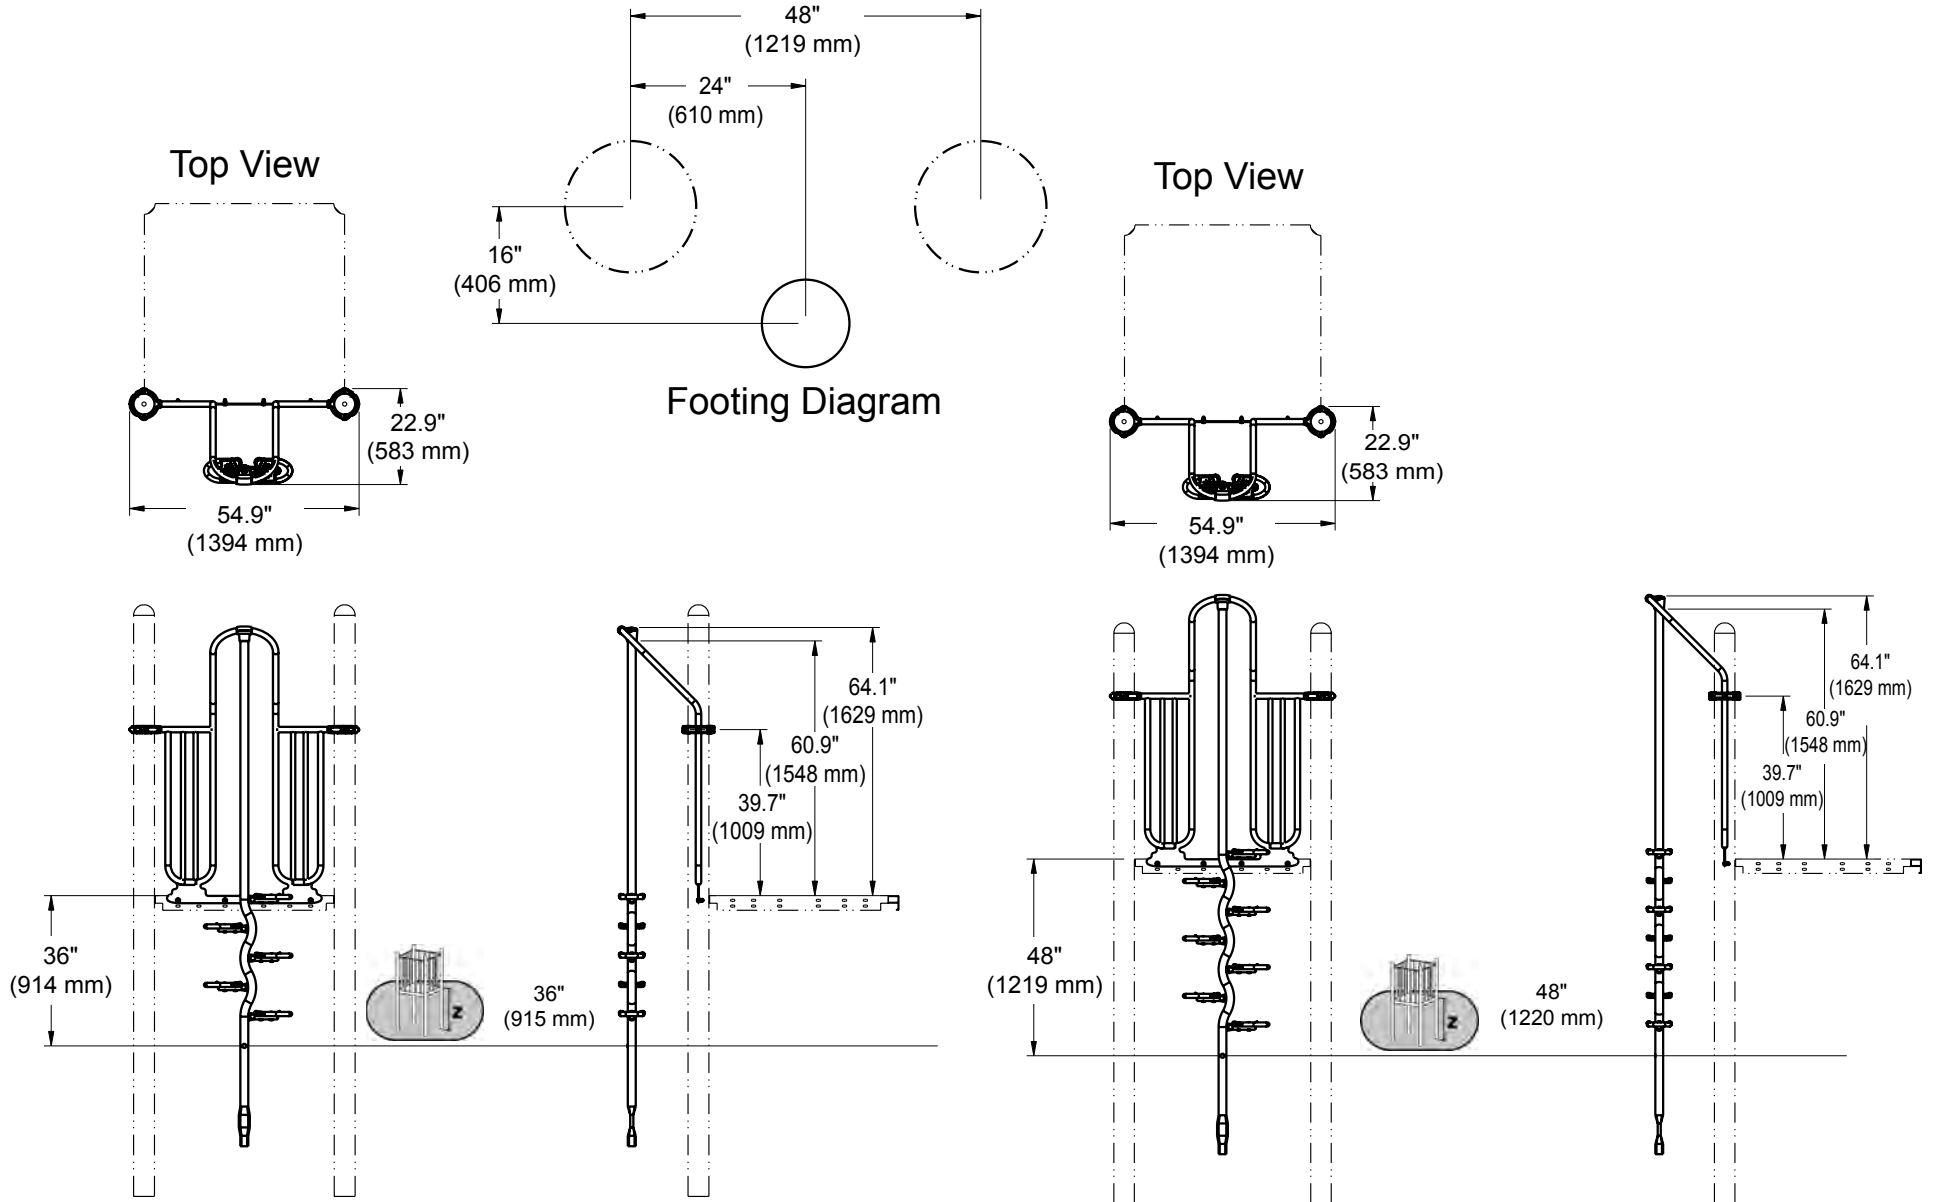 48"
(1219 mm)
24"
(610 mm)
Top View
Top View
16"
(406 mm)
Footing Diagram
22.9"
(583 mm)
54.9"
(1394 mm)
22.9"
(583 mm)
54.9"
(1394 mm)
64.1"
(1629 mm)
60.9"
(1548 mm)
39.7"
(1009 mm)
36"
(914 mm)
N
36"
(915 mm)
64.1"
(1629 mm)
60.9"
(1548 mm)
39.7"
(1009 mm)
48"
(1219 mm)
N
48"
(1220 mm)